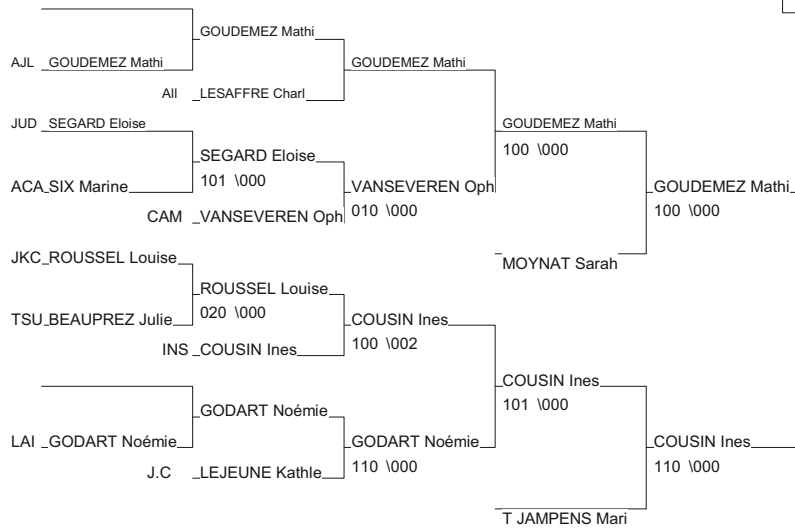 GOUDEMEZ Mathi
AJL GOUDEMEZ Mathi
GOUDEMEZ Mathi
All LESAFFRE Charl
JUD SEGARD Eloise
GOUDEMEZ Mathi
100 \000
SEGARD Eloise
101 \000
ACA SIX Marine
VANSEVEREN Oph
010 \000
GOUDEMEZ Mathi
100 \000
CAM VANSEVEREN Oph
JKC ROUSSEL Louise
MOYNAT Sarah
ROUSSEL Louise
020 \000
TSU BEAUPREZ Julie
COUSIN Ines
100 \002
INS COUSIN Ines
COUSIN Ines
101 \000
GODART Noémie
LAI GODART Noémie
GODART Noémie
110 \000
COUSIN Ines
110 \000
J.C LEJEUNE Kathle
T JAMPENS Mari